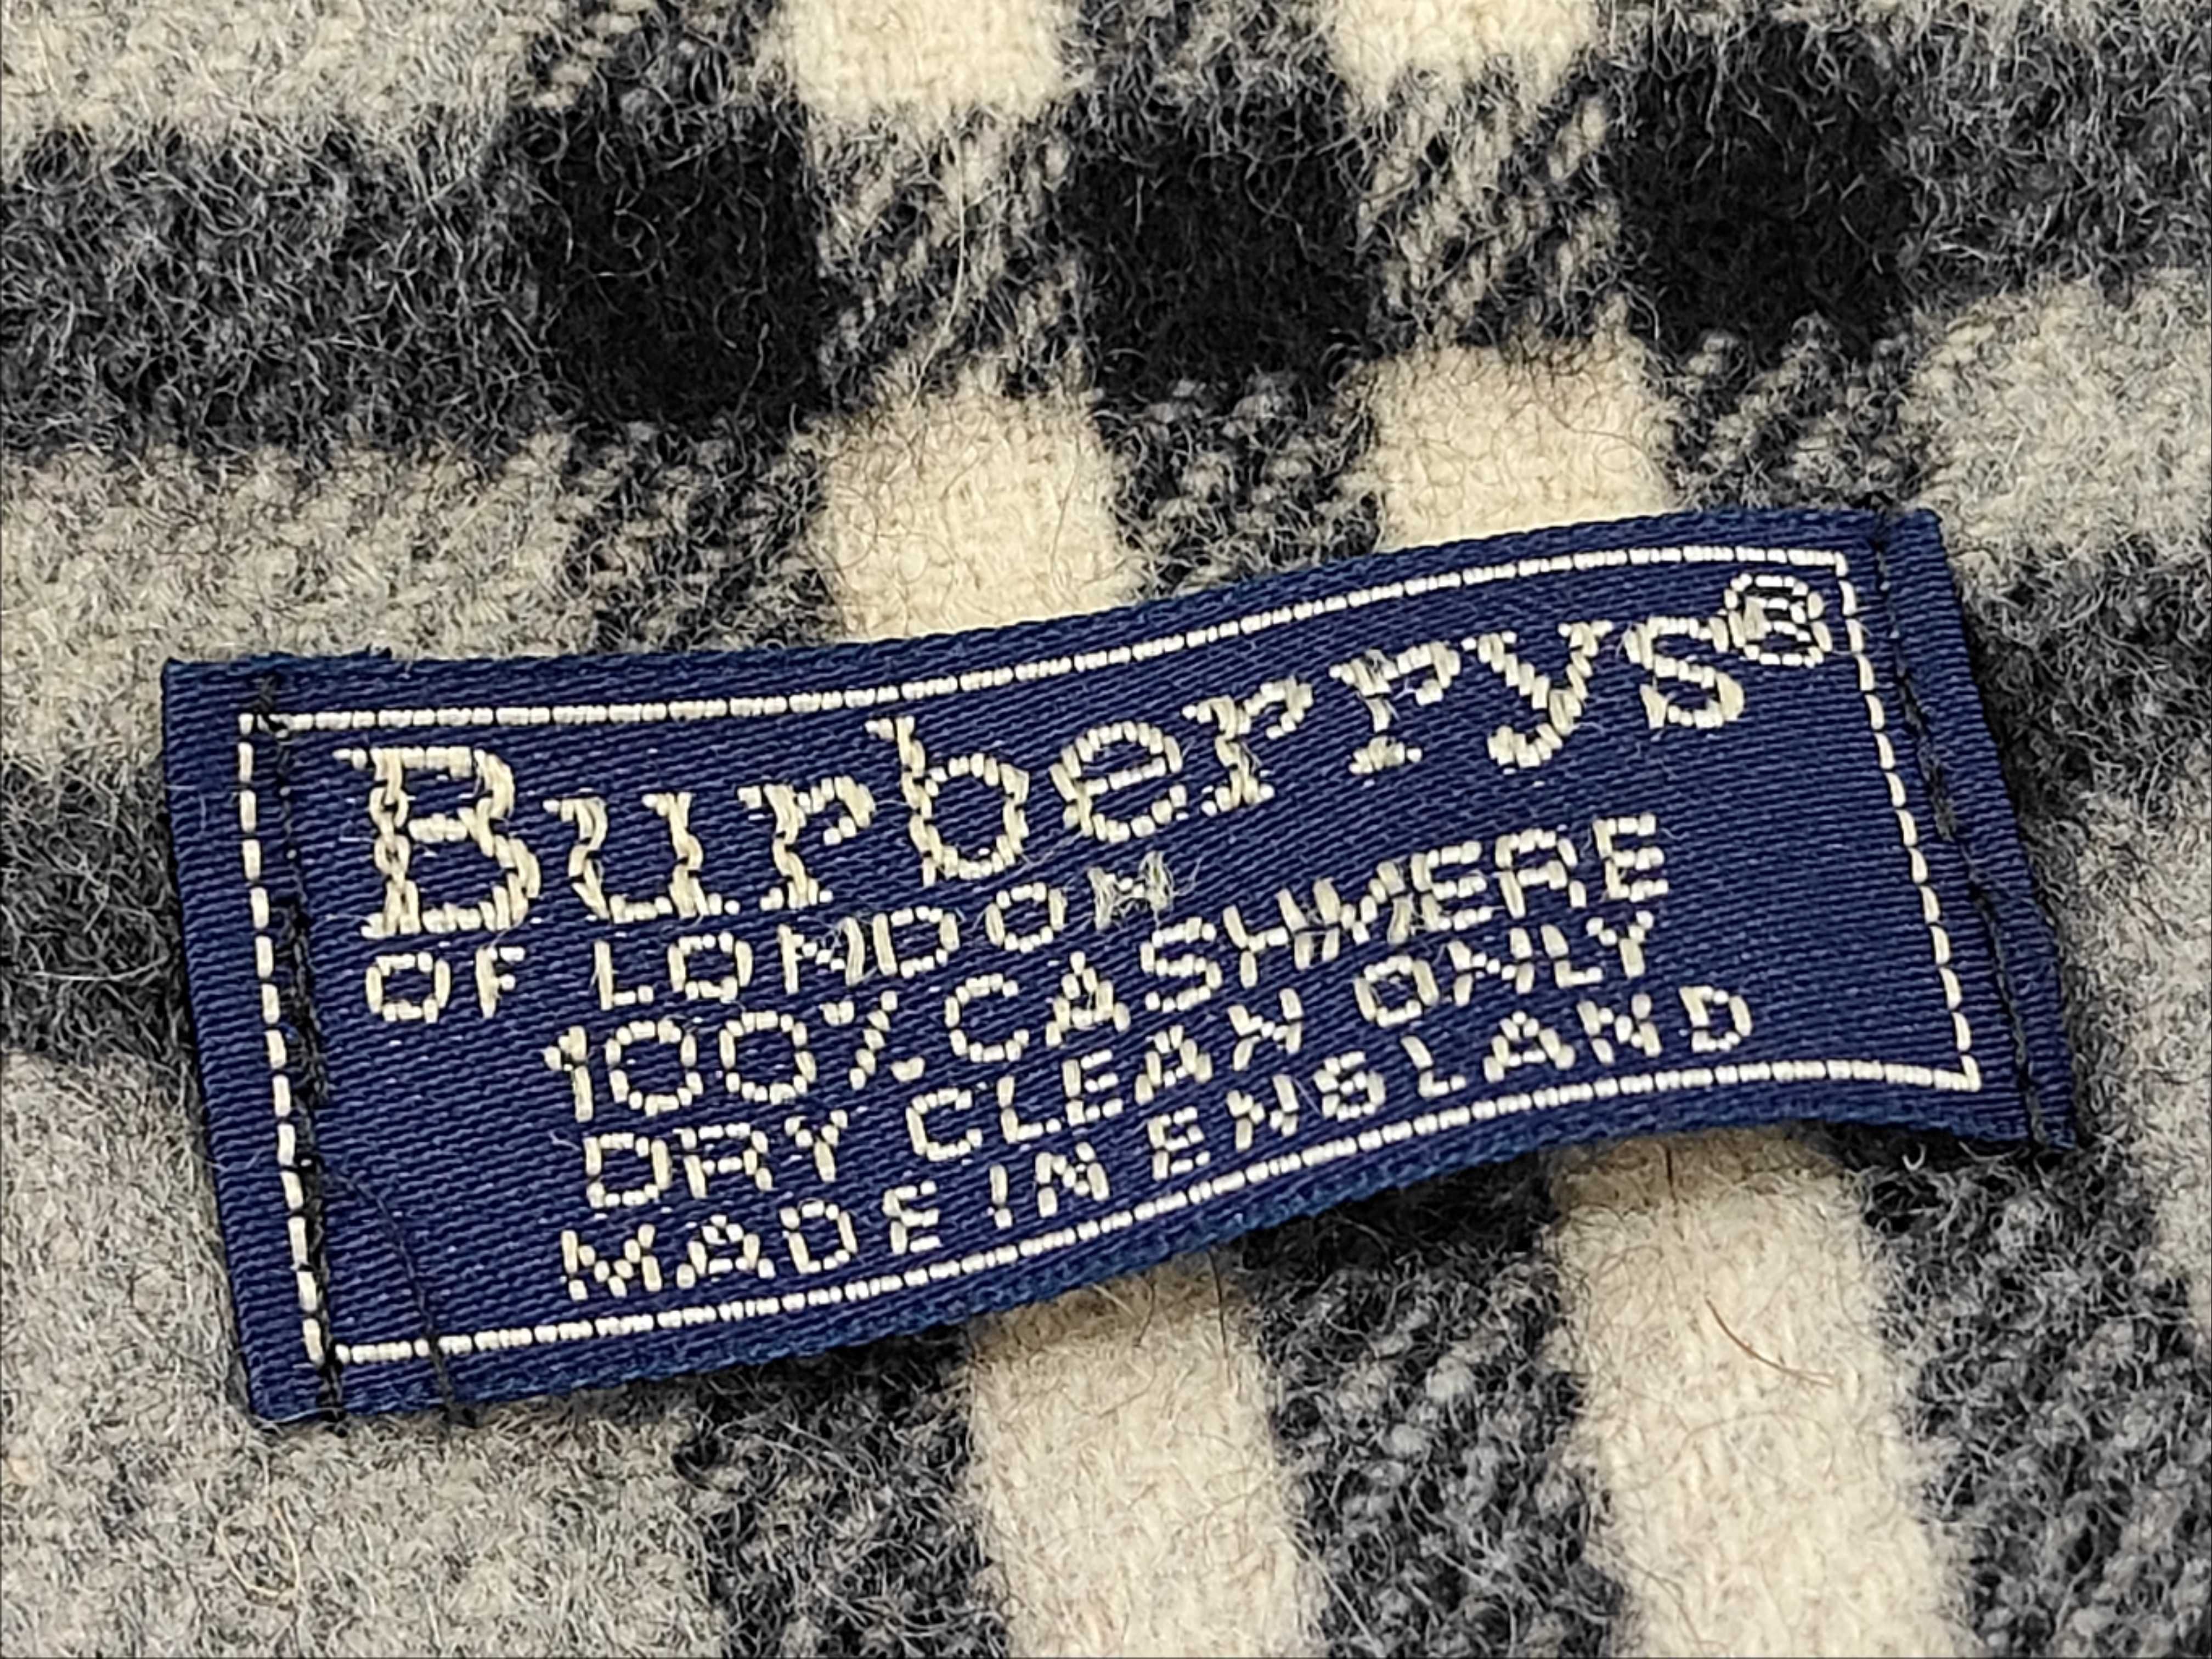 Burberrys®
OF LONDON
100% CASHMERE
DRY CLEAN ONLY
MADE IN ENGLAND